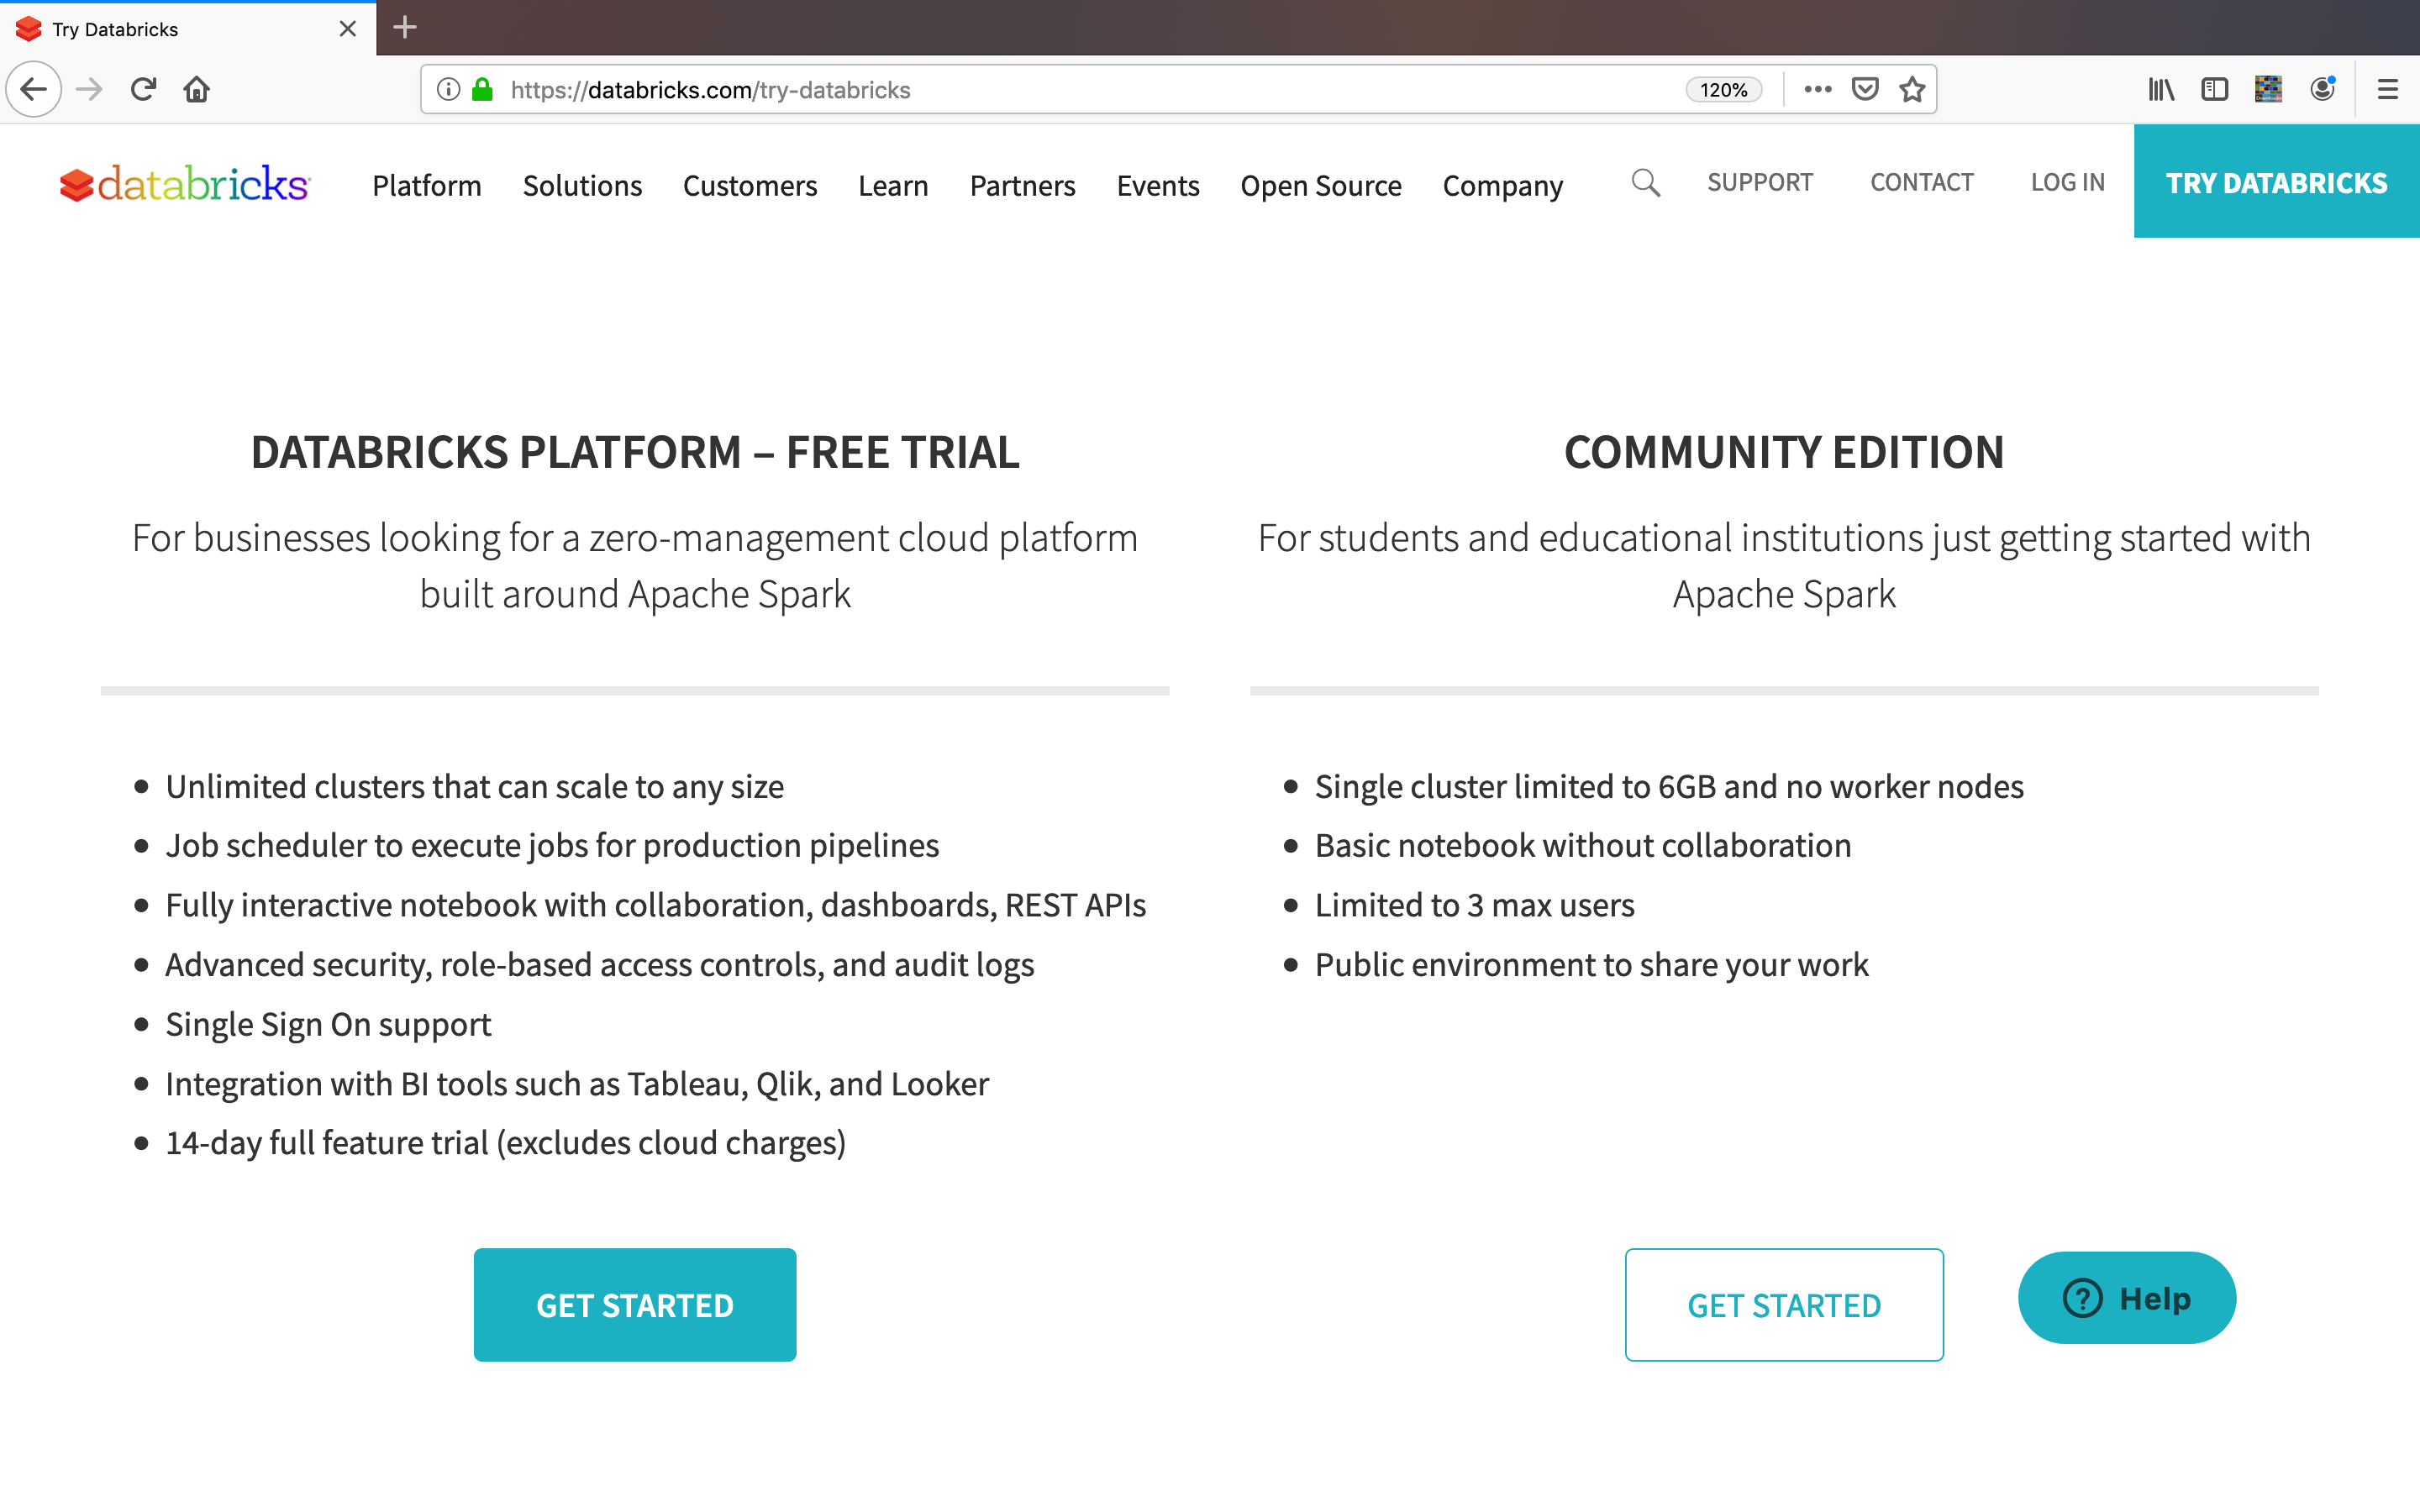 Try Databricks
https://databricks.com/try-databricks
120%
databricks
Platform Solutions Customers Learn Partners Events Open Source Company SUPPORT CONTACT LOG IN TRY DATABRICKS
DATABRICKS PLATFORM – FREE TRIAL
For businesses looking for a zero-management cloud platform
built around Apache Spark
Unlimited clusters that can scale to any size
Job scheduler to execute jobs for production pipelines
Fully interactive notebook with collaboration, dashboards, REST APIs
Advanced security, role-based access controls, and audit logs
Single Sign On support
Integration with BI tools such as Tableau, Qlik, and Looker
14-day full feature trial (excludes cloud charges)
GET STARTED
COMMUNITY EDITION
For students and educational institutions just getting started with
Apache Spark
Single cluster limited to 6GB and no worker nodes
Basic notebook without collaboration
Limited to 3 max users
Public environment to share your work
GET STARTED
Help